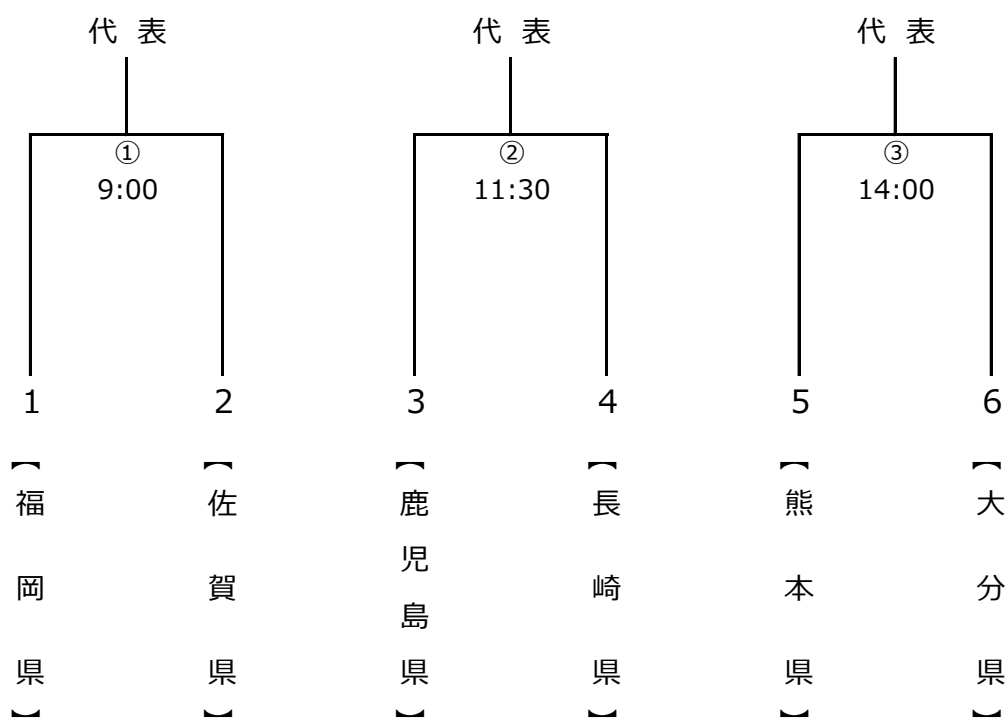 代 表 代 表 代 表
① ② ③
9:00 11:30 14:00
1 2 3 4 5 6
【福岡県】 【佐賀県】 【鹿児島県】 【長崎県】 【熊本県】 【大分県】